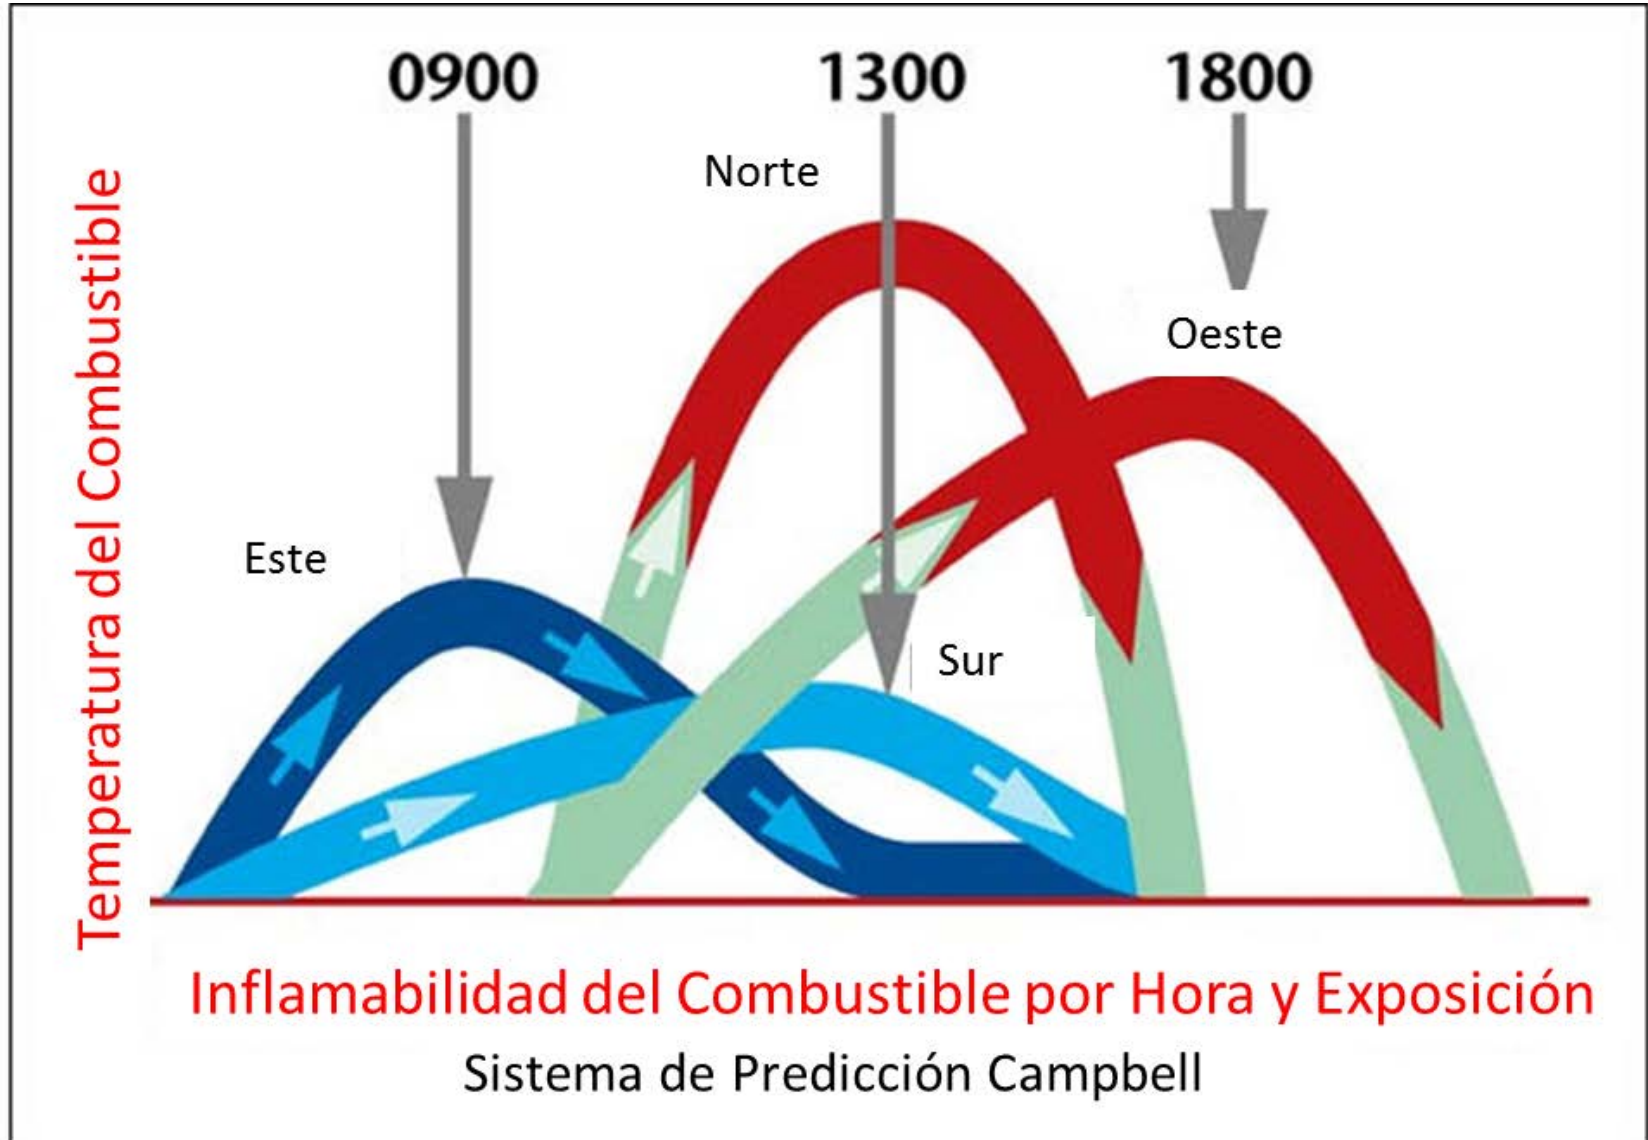 0900
1300
1800
Norte
Oeste
Este
Sur
Temperatura del Combustible
Inflamabilidad del Combustible por Hora y Exposición
Sistema de Predicción Campbell